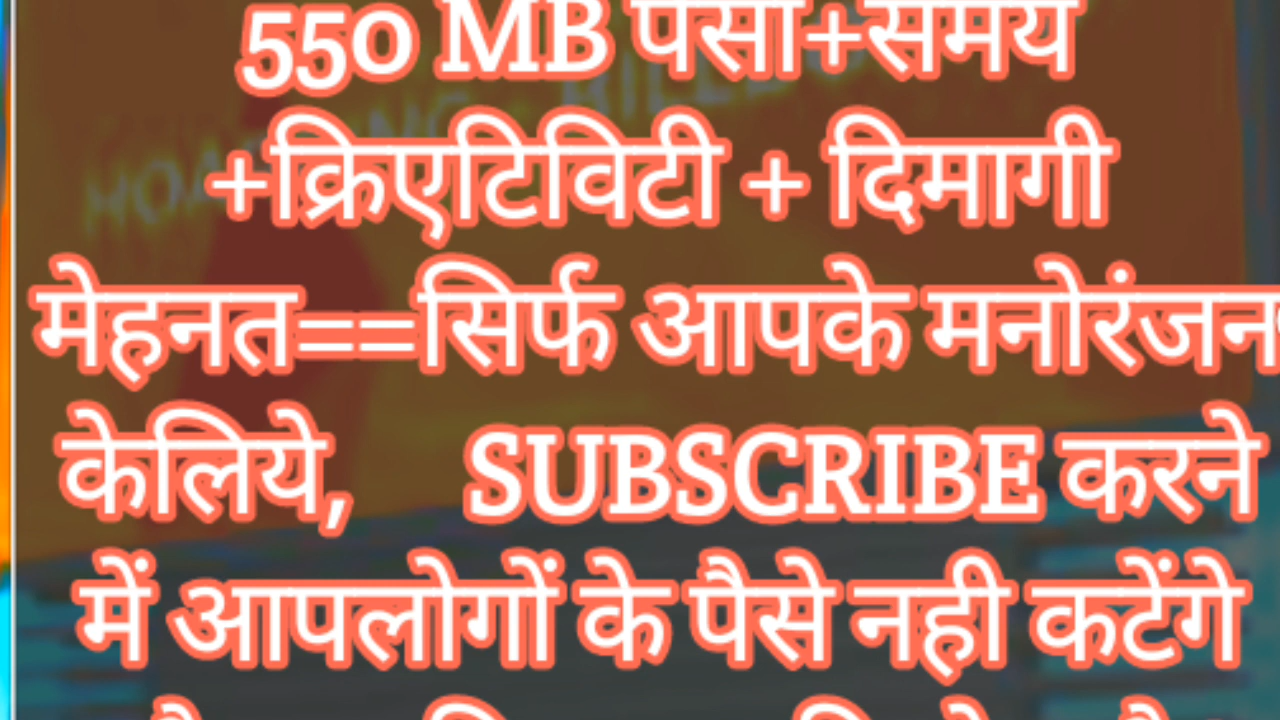 550 MB पैसा+समय
+क्रिएटिविटी + दिमागी
मेहनत==सिर्फ आपके मनोरंजन
केलिये, SUBSCRIBE करने
में आपलोगों के पैसे नही कटेंगे